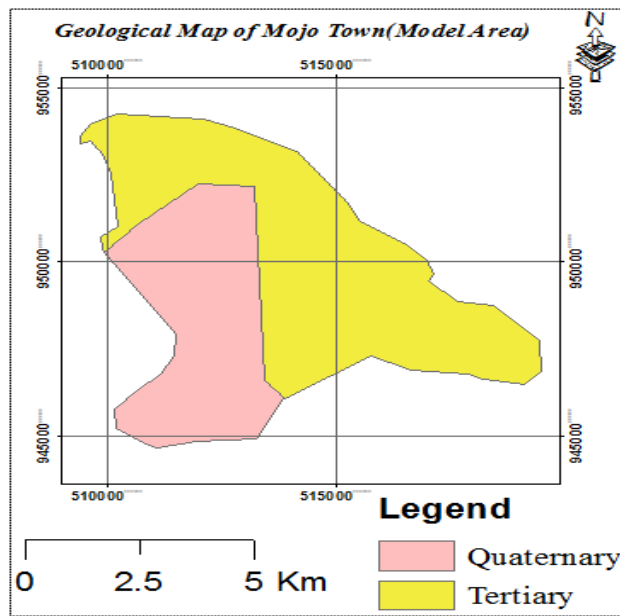 Geological Map of Mojo Town(Model Area)
N
510000 515000
955000 955000
950000 950000
945000 945000
510000 515000
Legend
Quaternary
Tertiary
0 2.5 5 Km